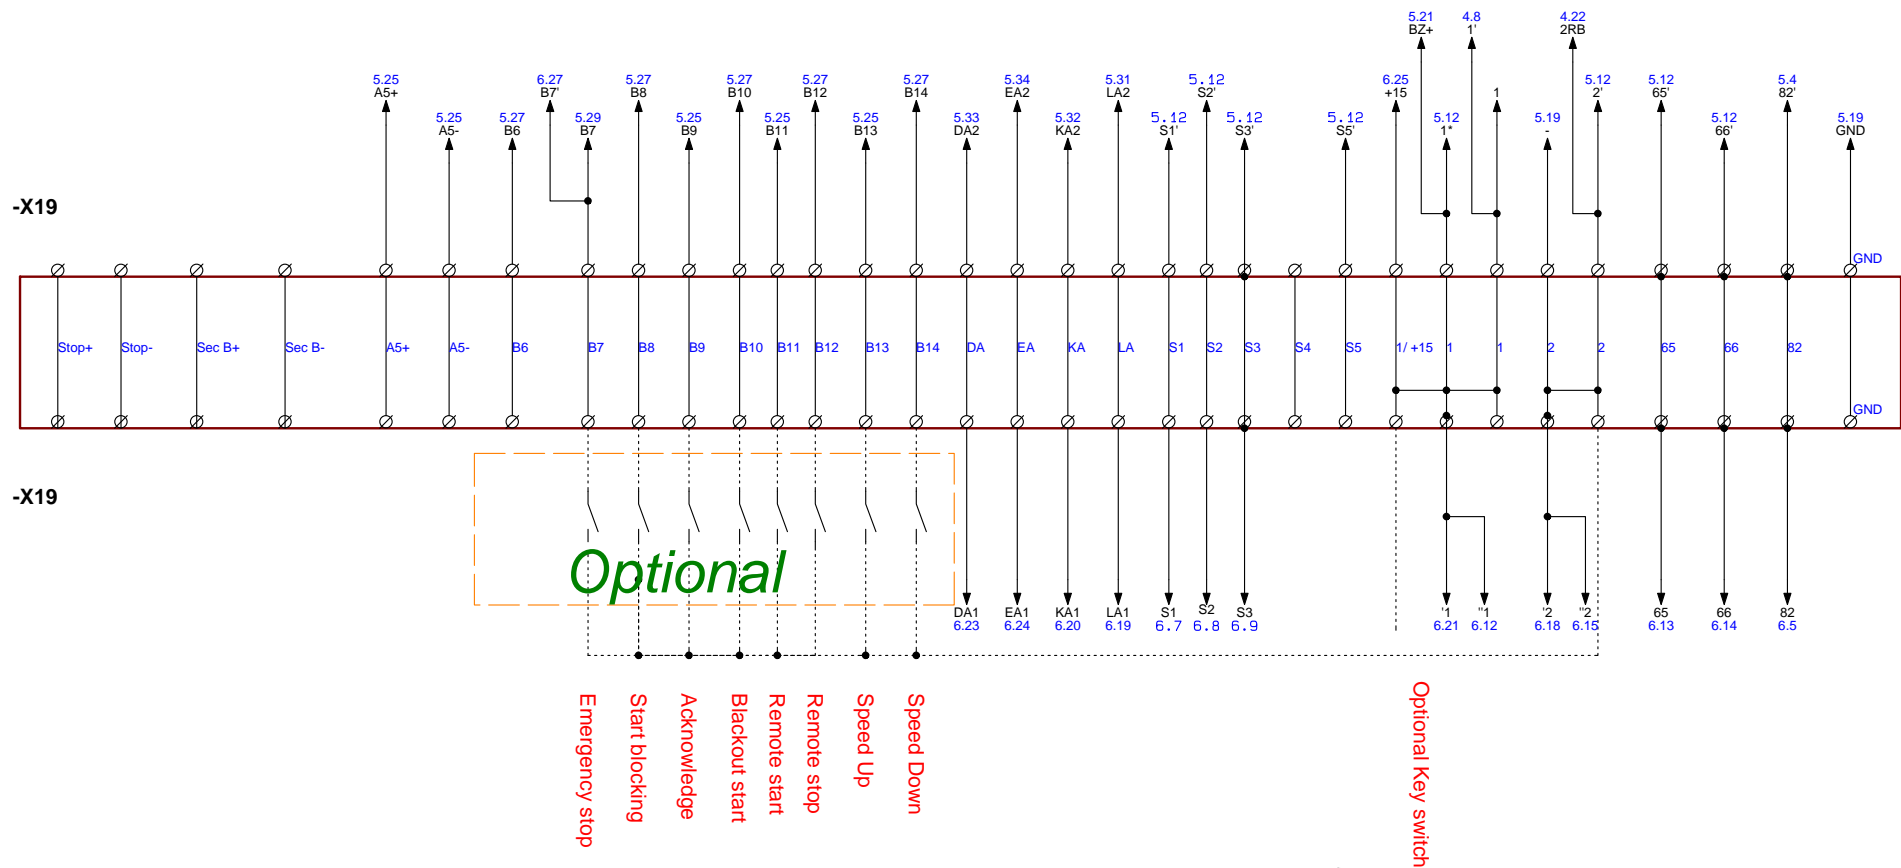 5.21 4.8 4.22
BZ+ 1' 2RB
5.25 6.27 5.27 5.27 5.27 5.27 5.34 5.31 5.12 6.25 5.12 5.12 5.4
A5+ B7' B8 B10 B12 B14 EA2 LA2 S2' +15 1 2' 65' 82'
5.25 5.27 5.29 5.25 5.25 5.25 5.33 5.32 5.12 5.12 5.12 5.12 5.19 5.12 5.19
A5- B6 B7 B9 B11 B13 DA2 KA2 S1' S3' S5' 1* - 66' GND
-X19
GND
Stop+ Stop- Sec B+ Sec B- A5+ A5- B6 B7 B8 B9 B10 B11 B12 B13 B14 DA EA KA LA S1 S2 S3 S4 S5 1/ +15 1 1 2 2 65 66 82
GND
-X19
Optional
DA1 EA1 KA1 LA1 S1 S2 S3 '1 "1 '2 "2 65 66 82
6.23 6.24 6.20 6.19 6.7 6.8 6.9 6.21 6.12 6.18 6.15 6.13 6.14 6.5
Emergency stop
Start blocking
Acknowledge
Blackout start
Remote start
Remote stop
Speed Up
Speed Down
Optional Key switch